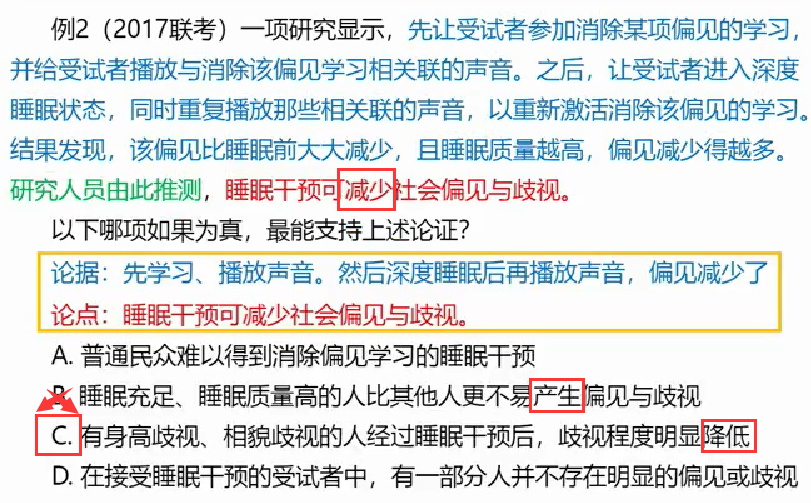 例2（2017联考）一项研究显示，先让受试者参加消除某项偏见的学习，
并给受试者播放与消除该偏见学习相关联的声音。之后，让受试者进入深度
睡眠状态，同时重复播放那些相关联的声音，以重新激活消除该偏见的学习。
结果发现，该偏见比睡眠前大大减少，且睡眠质量越高，偏见减少得越多。
研究人员由此推测，睡眠干预可减少社会偏见与歧视。
以下哪项如果为真，最能支持上述论证？
论据：先学习、播放声音。然后深度睡眠后再播放声音，偏见减少了
论点：睡眠干预可减少社会偏见与歧视。
A. 普通民众难以得到消除偏见学习的睡眠干预
B. 睡眠充足、睡眠质量高的人比其他人更不易产生偏见与歧视
C. 有身高歧视、相貌歧视的人经过睡眠干预后，歧视程度明显降低
D. 在接受睡眠干预的受试者中，有一部分人并不存在明显的偏见或歧视